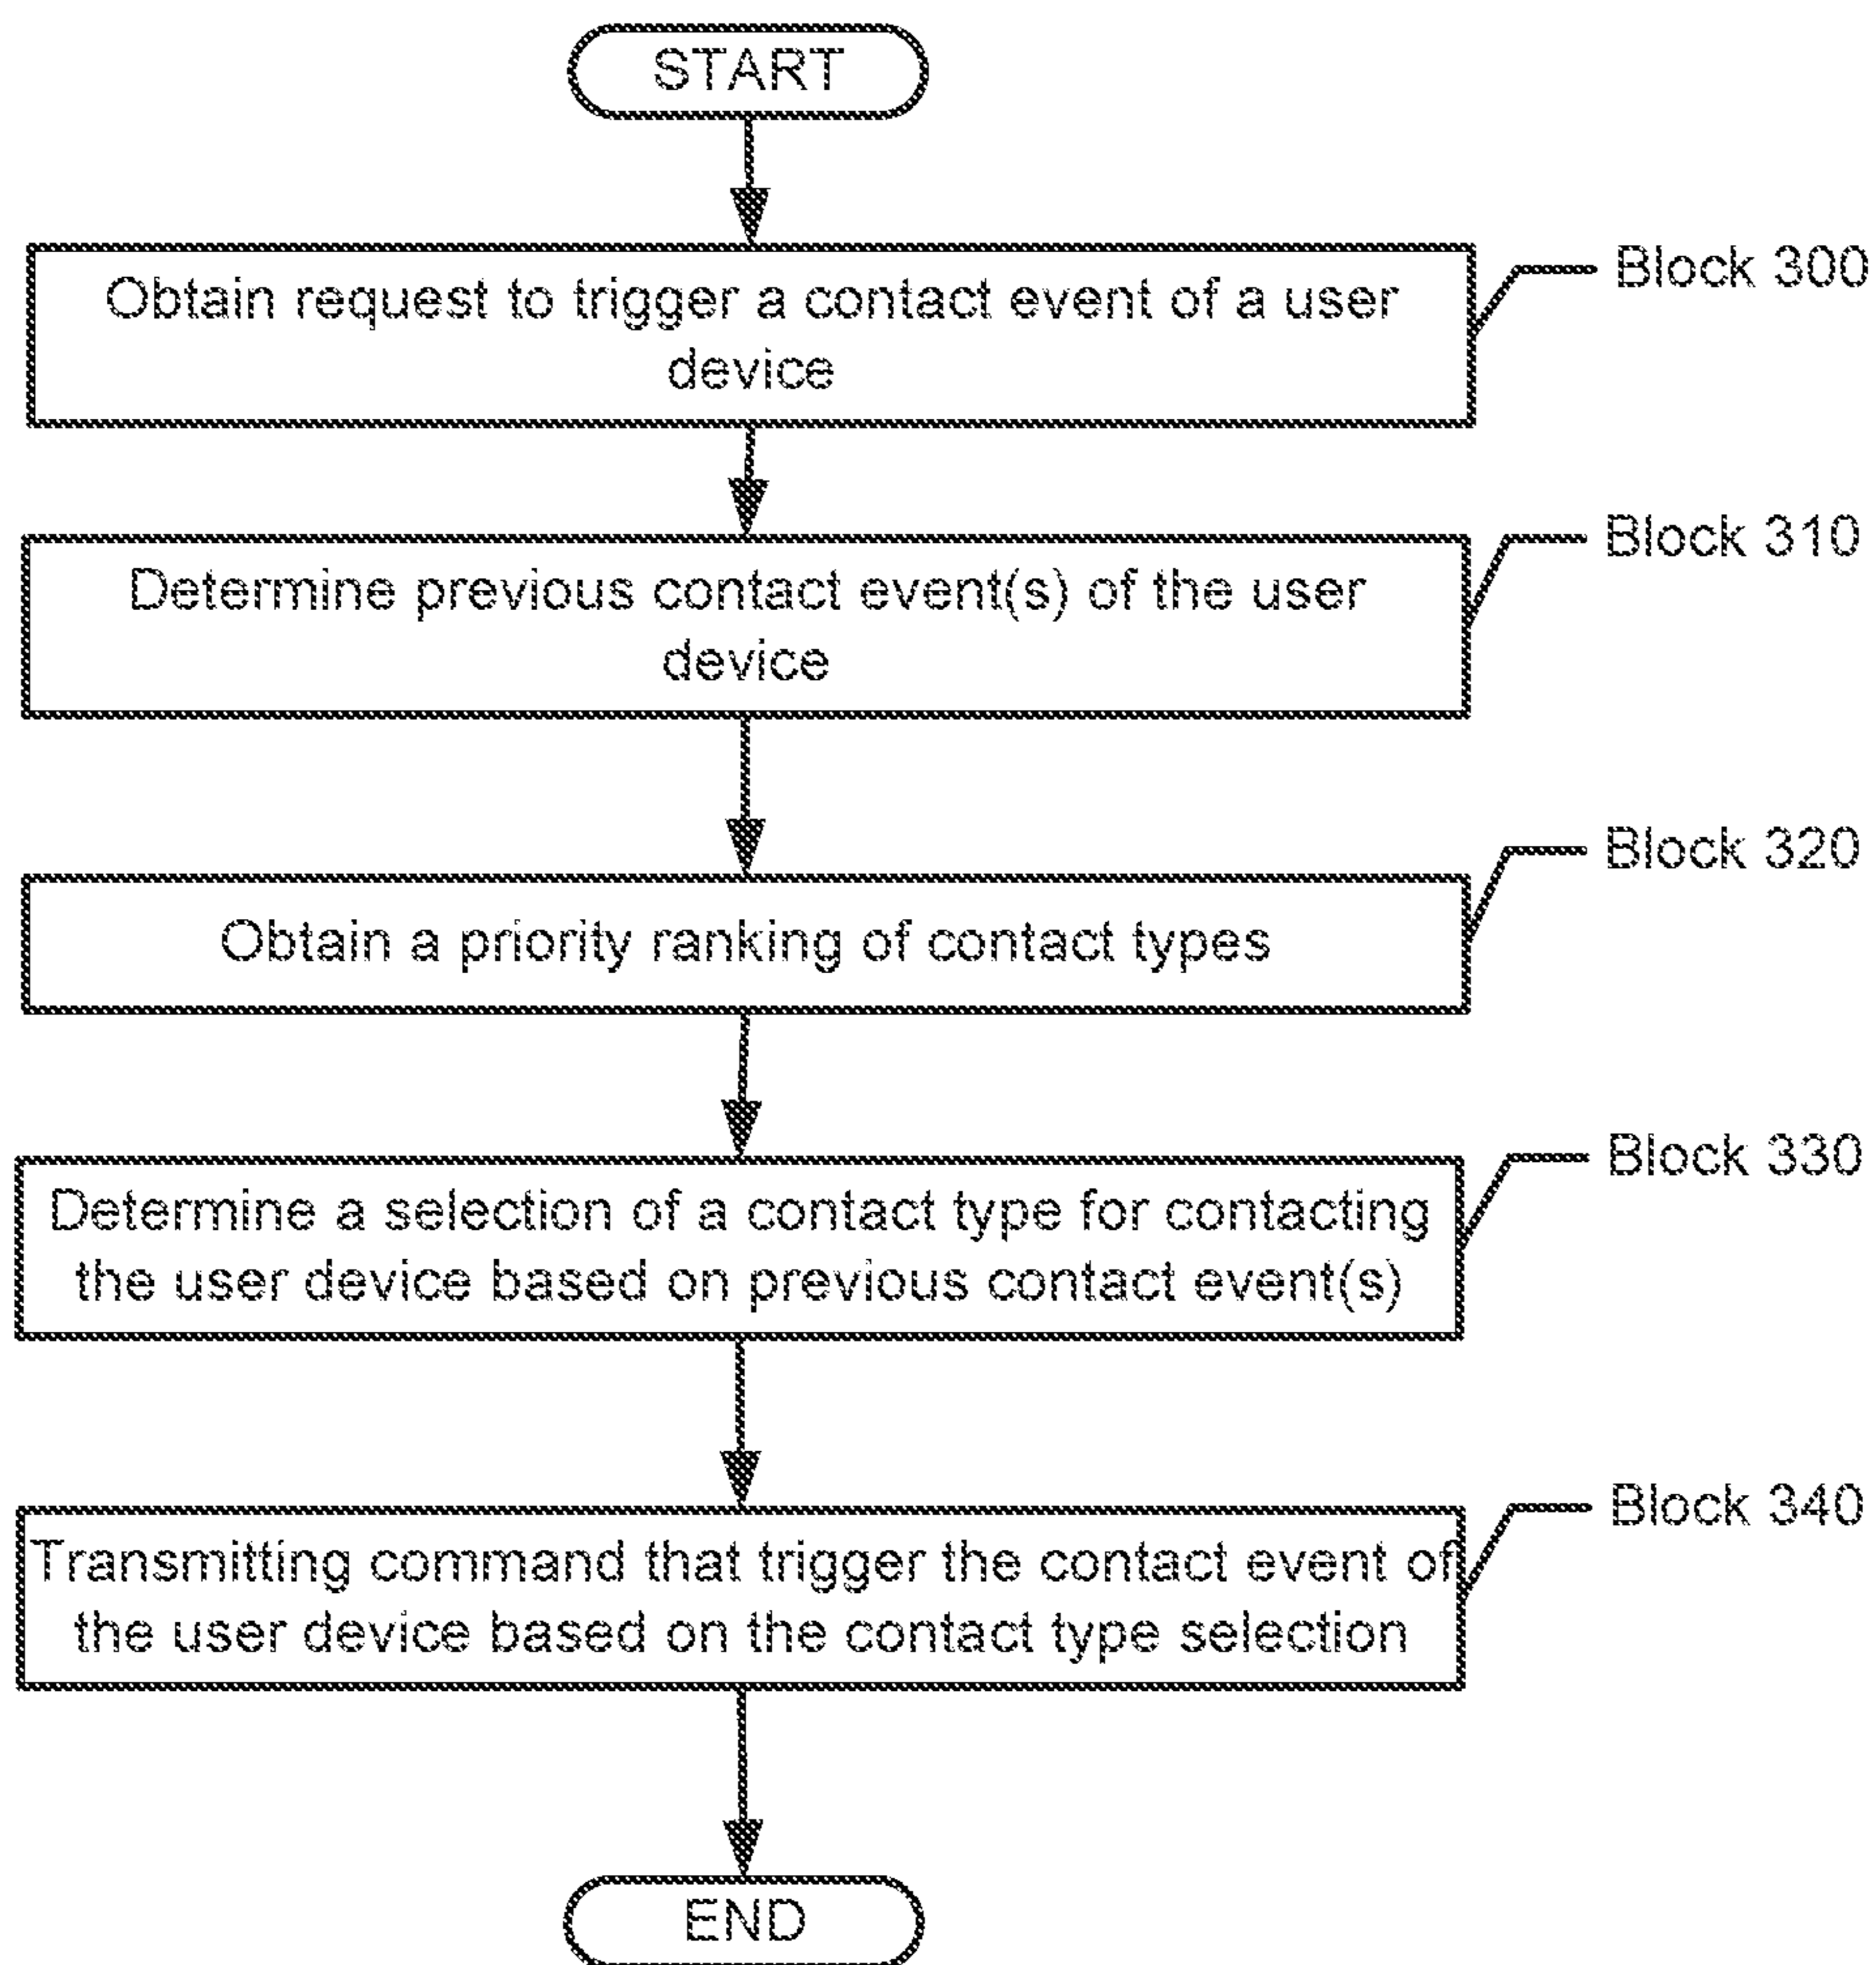 START
Block 300
Obtain request to trigger a contact event of a user
device
Block 310
Determine previous contact event(s) of the user
device
Block 320
Obtain a priority ranking of contact types
Block 330
Determine a selection of a contact type for contacting
the user device based on previous contact event(s)
Block 340
Transmitting command that trigger the contact event of
the user device based on the contact type selection
END